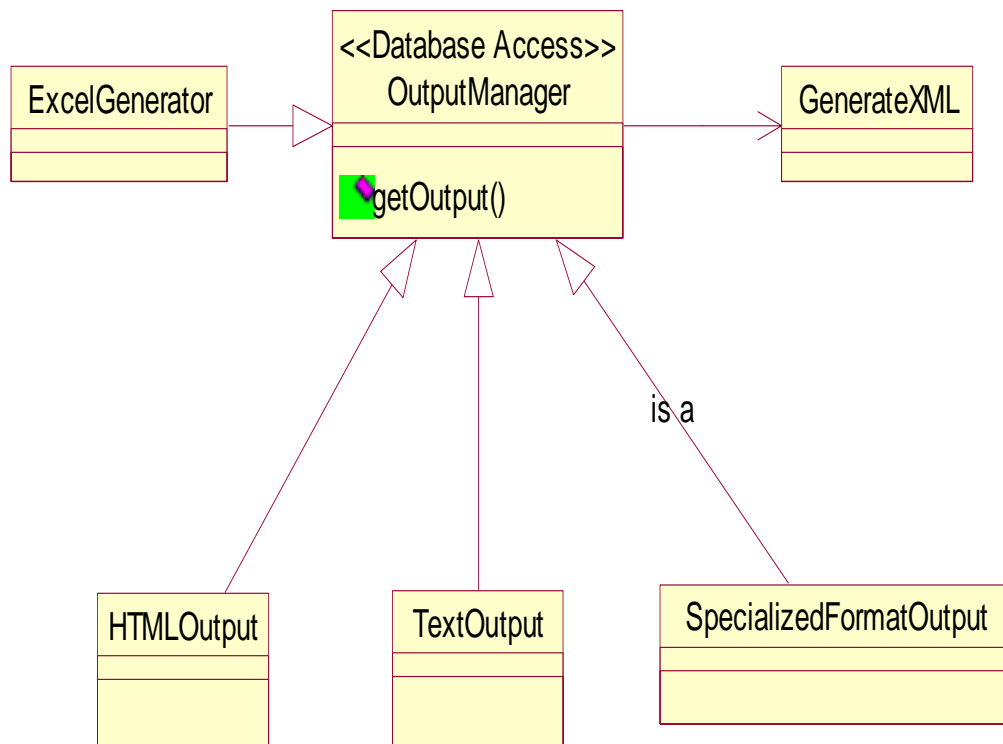 <<Database Access>>
OutputManager
ExcelGenerator
GenerateXML
getOutput()
is a
HTMLOutput
TextOutput
SpecializedFormatOutput